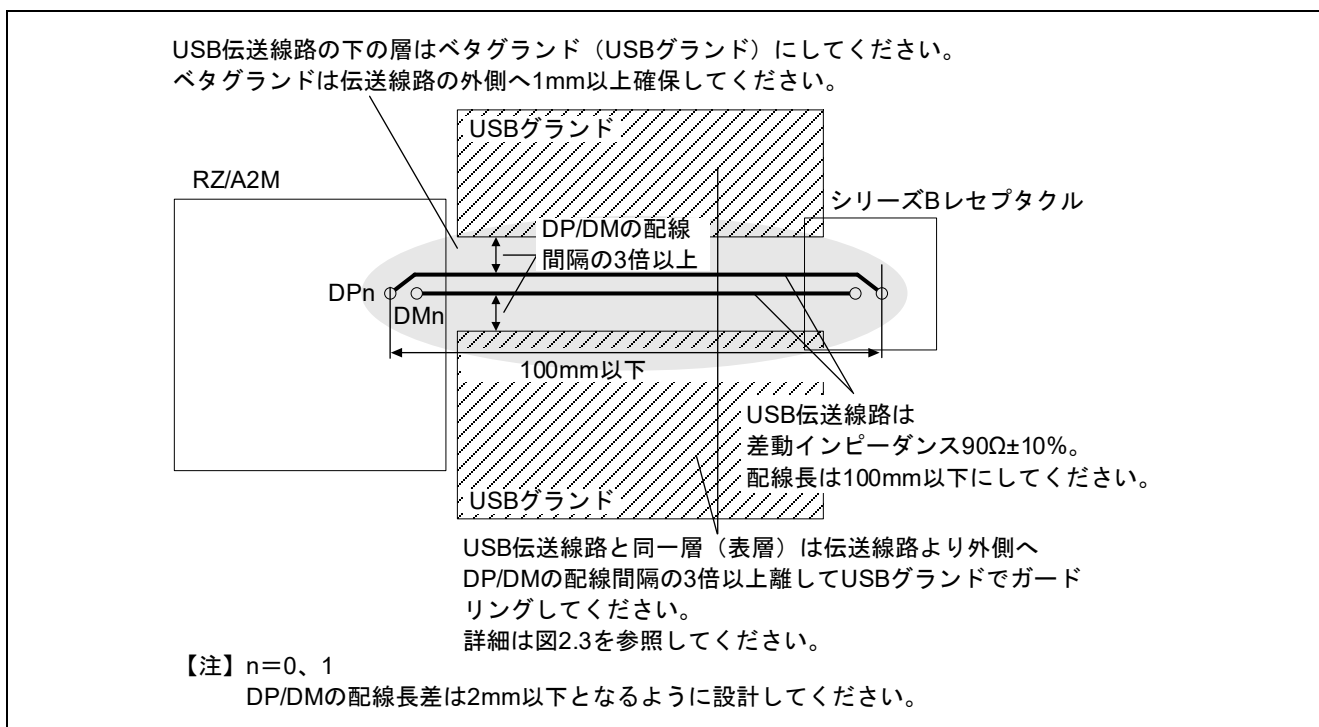 USB伝送線路の下の層はベタグランド（USBグランド）にしてください。
ベタグランドは伝送線路の外側へ1mm以上確保してください。
USBグランド
RZ/A2M
シリーズBレセプタクル
DP/DMの配線
間隔の3倍以上
DPn
DMn
100mm以下
USB伝送線路は
差動インピーダンス90Ω±10%。
配線長は100mm以下にしてください。
USBグランド
USB伝送線路と同一層（表層）は伝送線路より外側へ
DP/DMの配線間隔の3倍以上離してUSBグランドでガード
リングしてください。
詳細は図2.3を参照してください。
【注】n＝0、1
DP/DMの配線長差は2mm以下となるように設計してください。